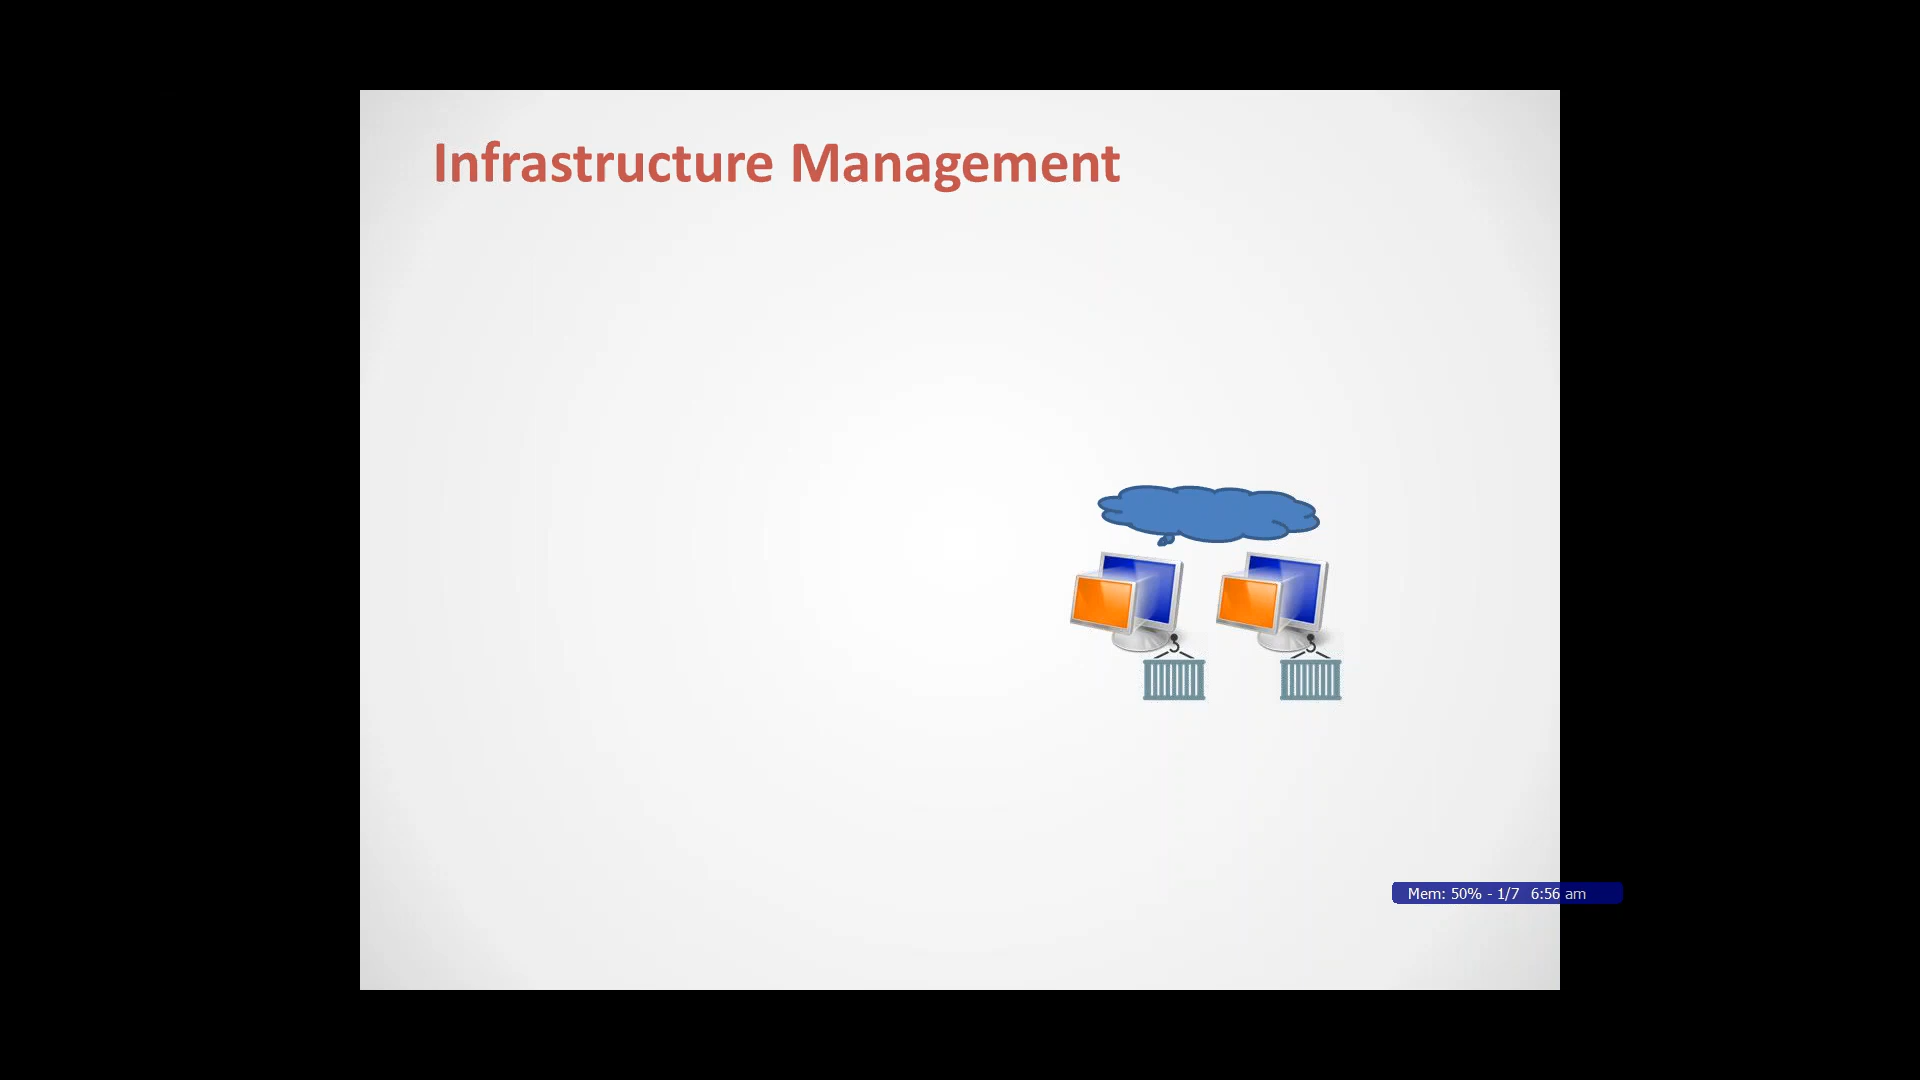 Infrastructure Management
Mem: 50% - 1/7 6:56 am